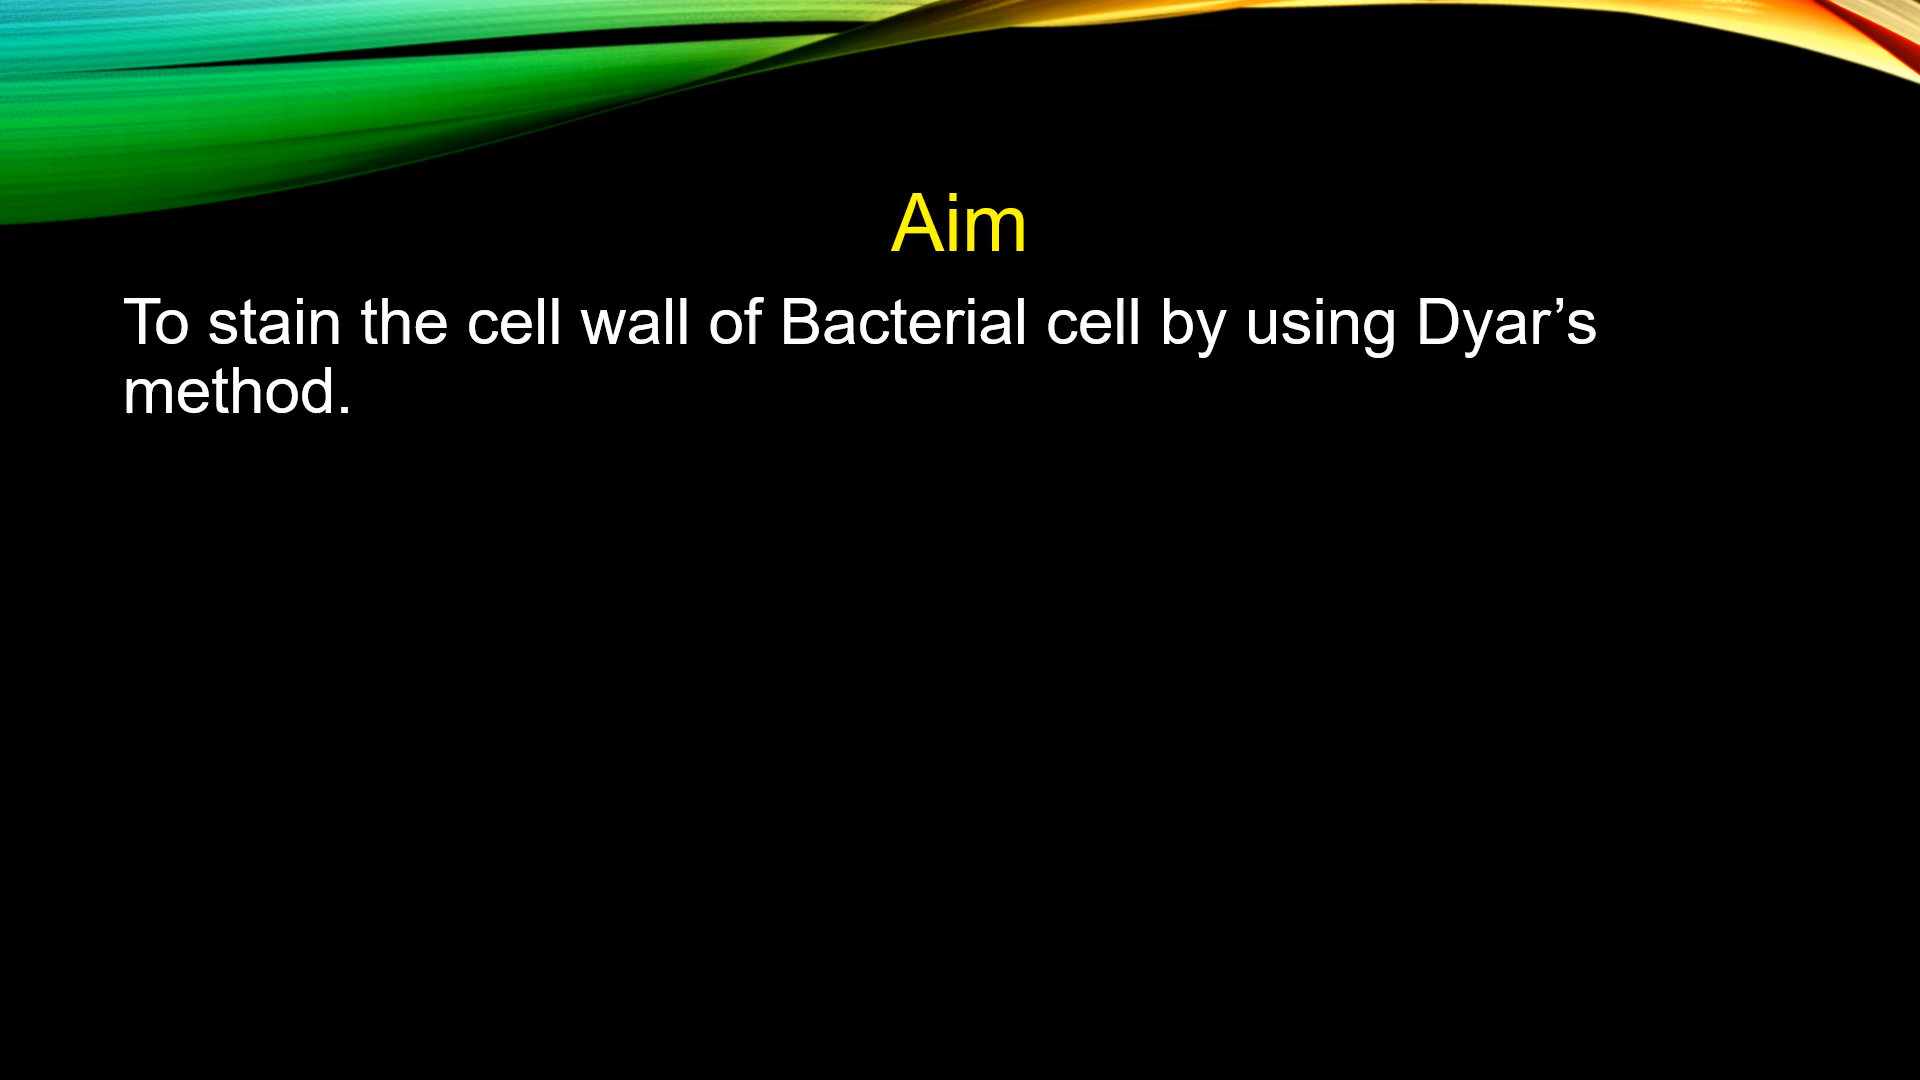 Aim
To stain the cell wall of Bacterial cell by using Dyar’s
method.